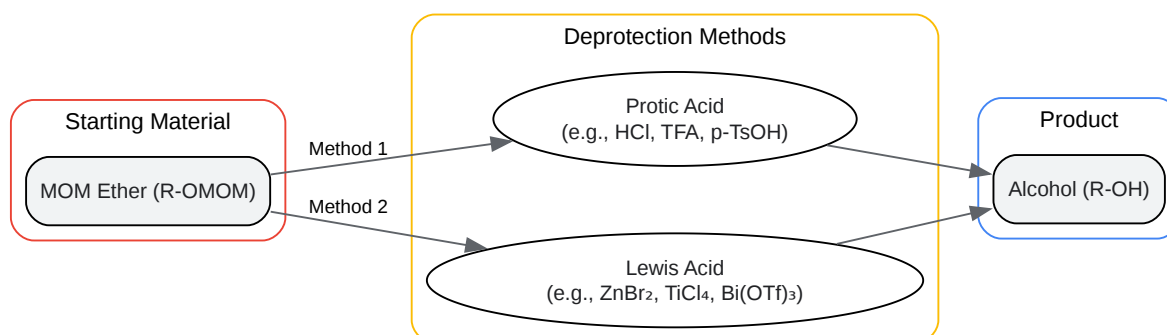 Deprotection Methods
Starting Material
MOM Ether (R-OMOM)
Method 1
Method 2
Protic Acid
(e.g., HCl, TFA, p-TsOH)
Lewis Acid
(e.g., ZnBr₂, TiCl₄, Bi(OTf)₃)
Product
Alcohol (R-OH)